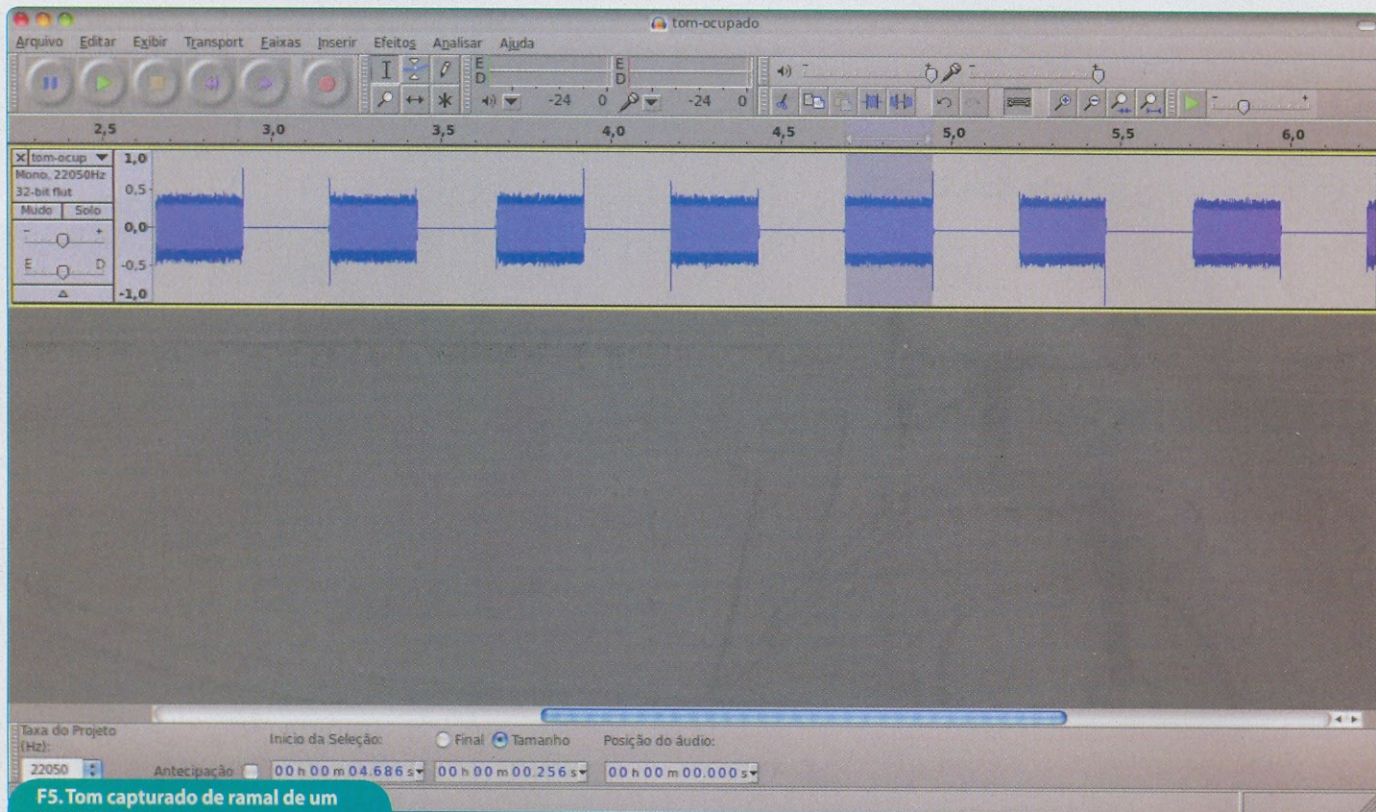 tom-ocupado
Arquivo Editar Exibir Transport Faixas Inserir Efeitos Analisar Ajuda
E
D
E
D
-24 0
-24 0
2,5 3,0 3,5 4,0 4,5 5,0 5,5 6,0
tom-ocup
Mono, 22050Hz
32-bit flut
Mudo Solo
- +
E D
1,0
0,5
0,0
-0,5
-1,0
Taxa do Projeto
(Hz):
22050
Antecipação
Inicio da Seleção:
Final Tamanho
Posição do áudio:
00 h 00 m 04.686 s
00 h 00 m 00.256 s
00 h 00 m 00.000 s
F5. Tom capturado de ramal de um